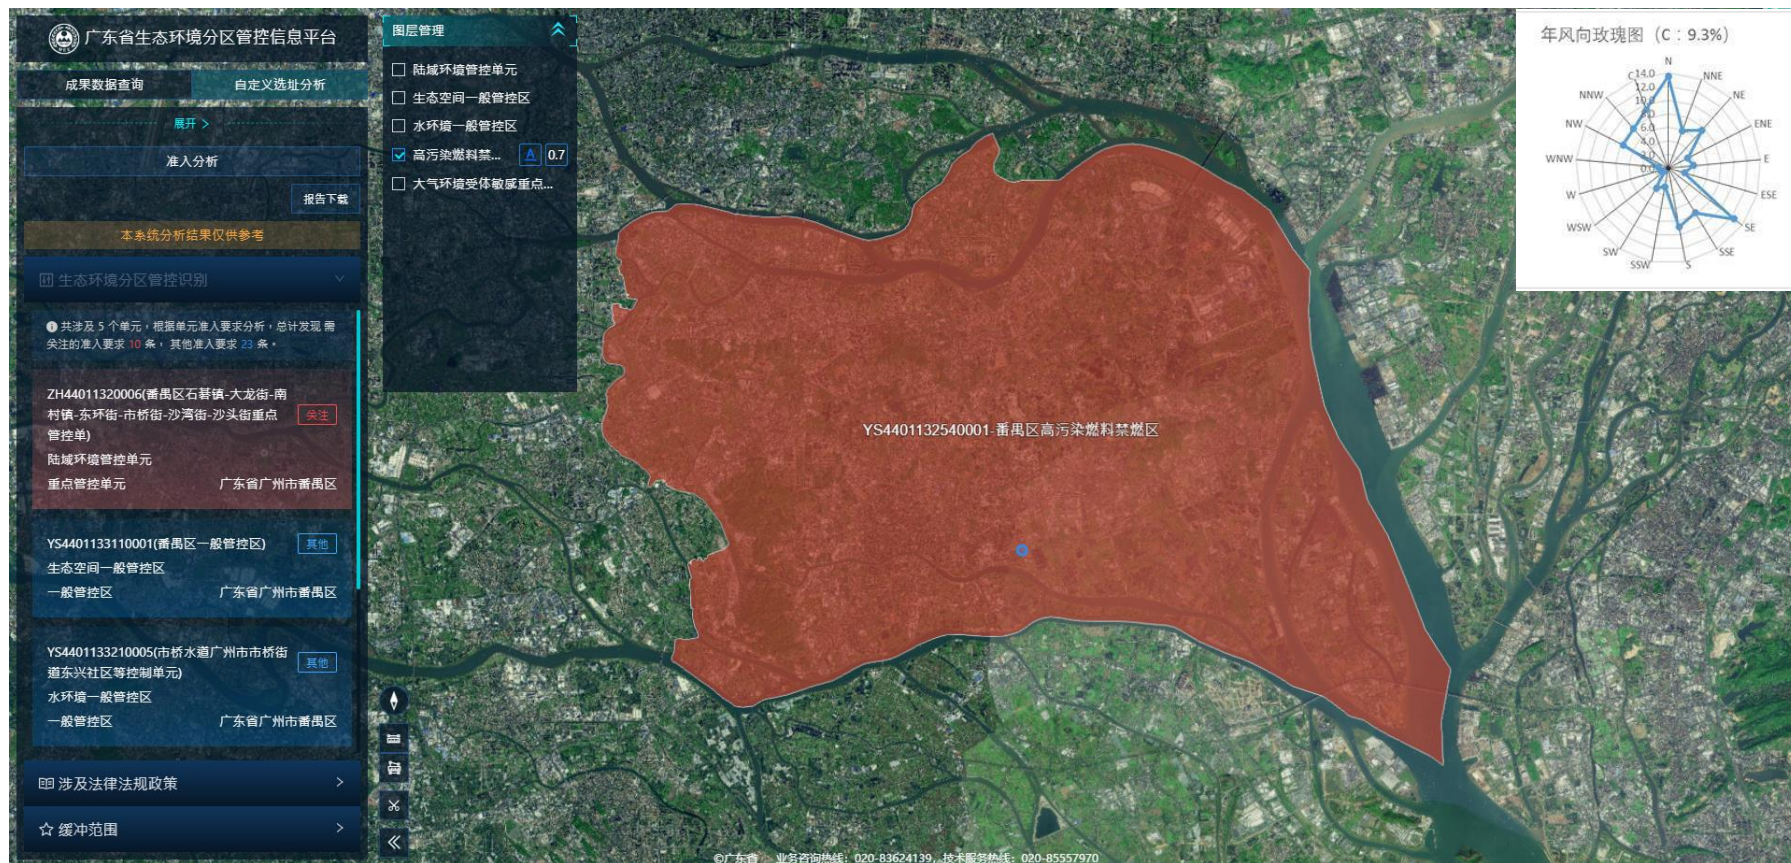 广东省生态环境分区管控信息平台
成果数据查询
自定义选址分析
展开 >
准入分析
报告下载
本系统分析结果仅供参考
生态环境分区管控识别
共涉及 5 个单元，根据单元准入要求分析，总计发现 需
关注的准入要求 10 条， 其他准入要求 23 条。
ZH44011320006(番禺区石碁镇-大龙街-南
村镇-东环街-市桥街-沙湾街-沙头街重点
管控单)
关注
陆域环境管控单元
重点管控单元 广东省广州市番禺区
YS4401133110001(番禺区一般管控区)
其他
生态空间一般管控区
一般管控区 广东省广州市番禺区
YS4401133210005(市桥水道广州市市桥街
道东兴社区等控制单元)
其他
水环境一般管控区
一般管控区 广东省广州市番禺区
涉及法律法规政策 >
缓冲范围 >
图层管理
陆域环境管控单元
生态空间一般管控区
水环境一般管控区
高污染燃料禁... A 0.7
大气环境受体敏感重点...
YS4401132540001-番禺区高污染燃料禁燃区
©广东省 业务咨询热线：020-83624139，技术服务热线：020-85557970
年风向玫瑰图（C：9.3%）
N
NNE
NE
ENE
E
ESE
SE
SSE
S
SSW
SW
WSW
W
WNW
NW
NNW
C
14.0
12.0
10.0
8.0
6.0
4.0
2.0
0.0